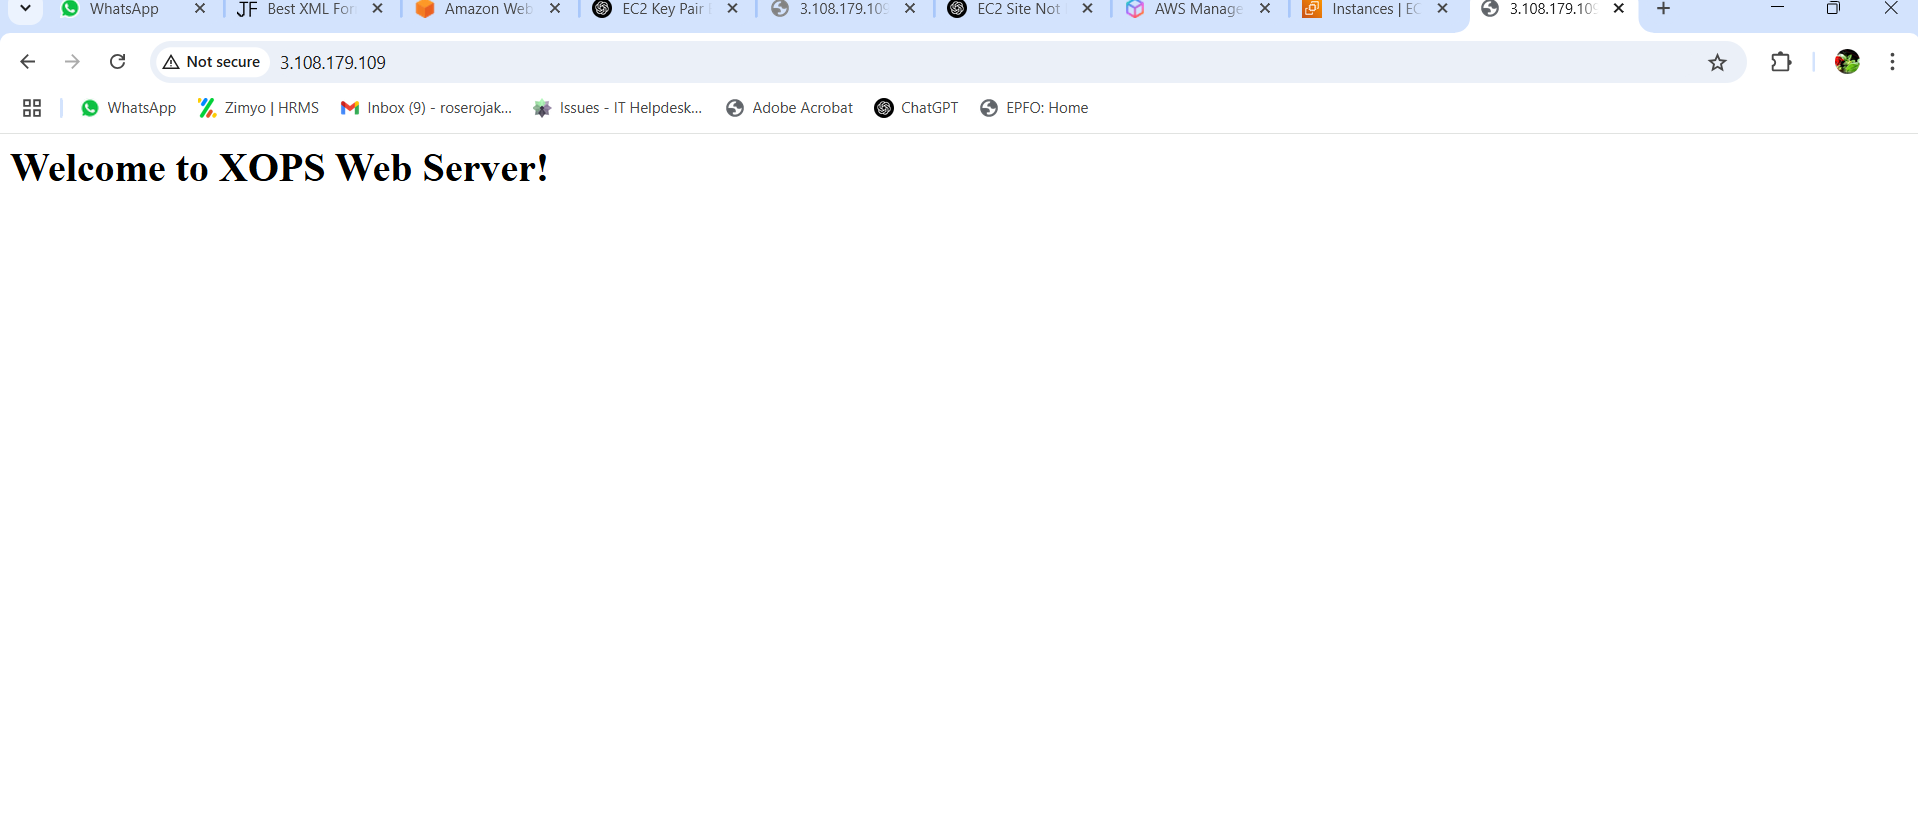 WhatsApp
JF Best XML For
Amazon Web
EC2 Key Pair
3.108.179.109
EC2 Site Not
AWS Manage
Instances | EC
3.108.179.109
Not secure 3.108.179.109
WhatsApp
Zimyo | HRMS
Inbox (9) - roserojak...
Issues - IT Helpdesk...
Adobe Acrobat
ChatGPT
EPFO: Home
Welcome to XOPS Web Server!